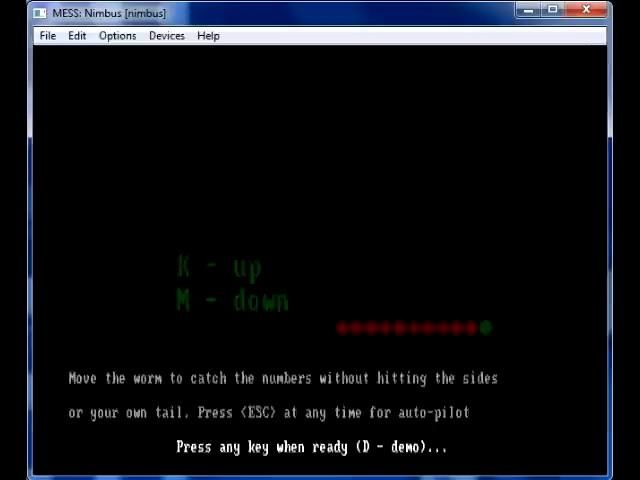 MESS: Nimbus [nimbus]
File Edit Options Devices Help
K - up
M - down
Move the worm to catch the numbers without hitting the sides
or your own tail. Press <ESC> at any time for auto-pilot
Press any key when ready (D - demo)...